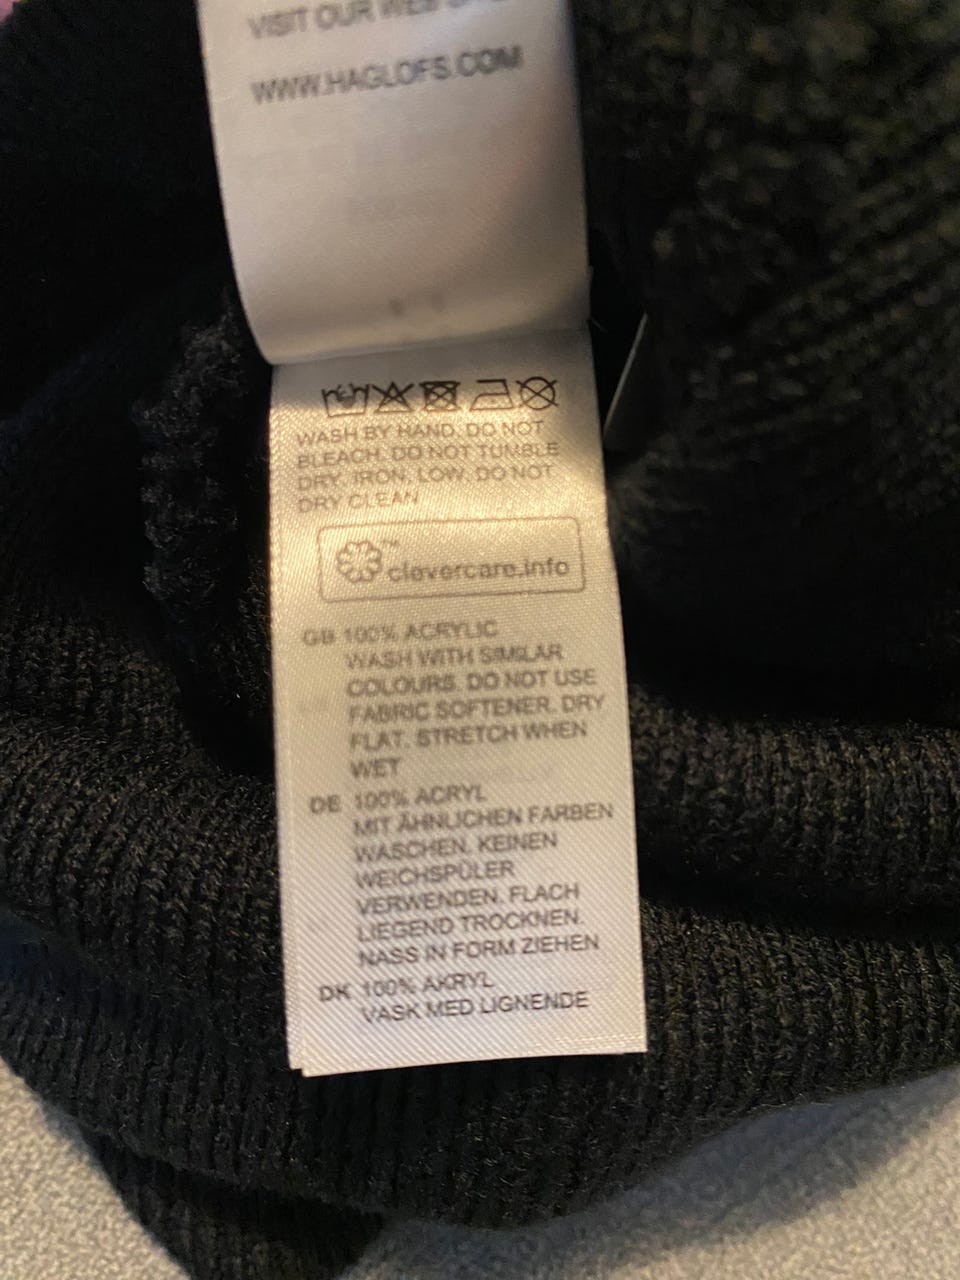 VISIT OUR WEB
WWW.HAGLOFS.COM
WASH BY HAND. DO NOT
BLEACH. DO NOT TUMBLE
DRY. IRON, LOW. DO NOT
DRY CLEAN
™
clevercare.info
GB 100% ACRYLIC
WASH WITH SIMILAR
COLOURS. DO NOT USE
FABRIC SOFTENER. DRY
FLAT. STRETCH WHEN
WET
DE 100% ACRYL
MIT ÄHNLICHEN FARBEN
WASCHEN. KEINEN
WEICHSPÜLER
VERWENDEN. FLACH
LIEGEND TROCKNEN.
NASS IN FORM ZIEHEN
DK 100% AKRYL
VASK MED LIGNENDE